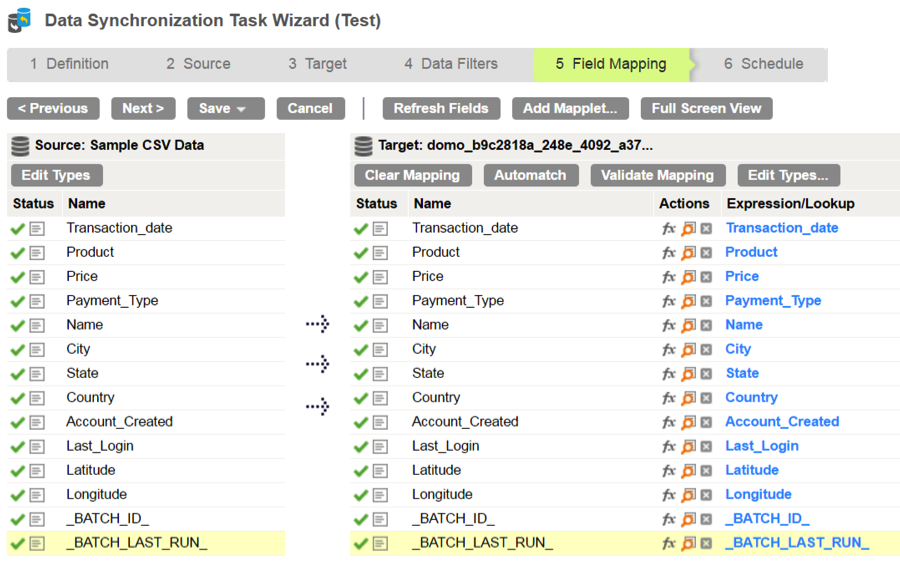 Data Synchronization Task Wizard (Test)
1 Definition 2 Source 3 Target 4 Data Filters 5 Field Mapping 6 Schedule
< Previous Next > Save Cancel Refresh Fields Add Mapplet... Full Screen View
Source: Sample CSV Data Target: domo_b9c2818a_248e_4092_a37...
Edit Types Clear Mapping Automatch Validate Mapping Edit Types...
Status Name Status Name Actions Expression/Lookup
Transaction_date Transaction_date fx Transaction_date
Product Product fx Product
Price Price fx Price
Payment_Type Payment_Type fx Payment_Type
Name Name fx Name
City City fx City
State State fx State
Country Country fx Country
Account_Created Account_Created fx Account_Created
Last_Login Last_Login fx Last_Login
Latitude Latitude fx Latitude
Longitude Longitude fx Longitude
_BATCH_ID_ _BATCH_ID_ fx _BATCH_ID_
_BATCH_LAST_RUN_ _BATCH_LAST_RUN_ fx _BATCH_LAST_RUN_